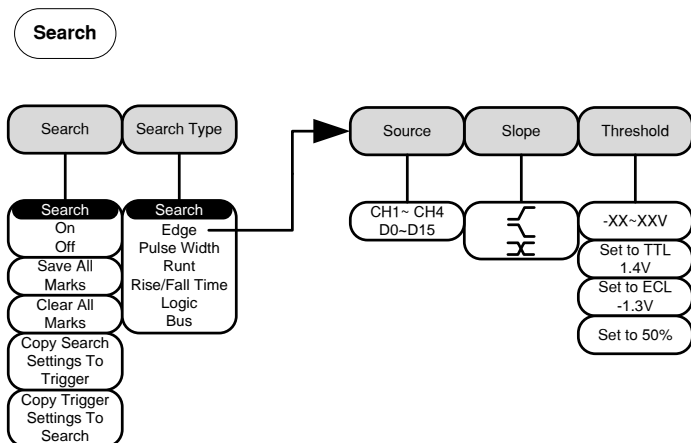 Search
Search
Search Type
Source
Slope
Threshold
Search
On
Off
Save All
Marks
Clear All
Marks
Copy Search
Settings To
Trigger
Copy Trigger
Settings To
Search
Search
Edge
Pulse Width
Runt
Rise/Fall Time
Logic
Bus
CH1~ CH4
D0~D15
-XX~XXV
Set to TTL
1.4V
Set to ECL
-1.3V
Set to 50%